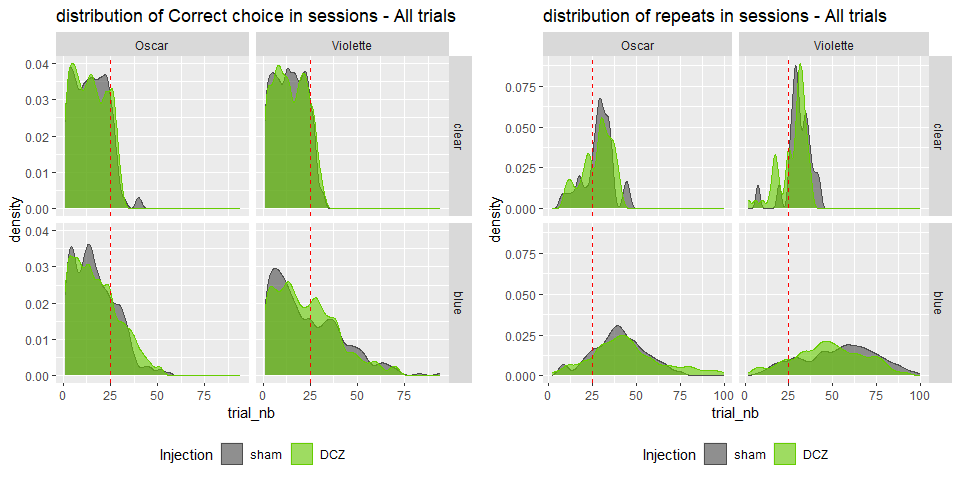 distribution of Correct choice in sessions - All trials
Oscar
Violette
0.04
0.03
0.02
0.01
0.00
clear
0.04
0.03
0.02
0.01
0.00
blue
density
0
25
50
75
0
25
50
75
trial_nb
Injection
sham
DCZ
distribution of repeats in sessions - All trials
Oscar
Violette
0.075
0.050
0.025
0.000
clear
0.075
0.050
0.025
0.000
blue
density
0
25
50
75
100
0
25
50
75
100
trial_nb
Injection
sham
DCZ